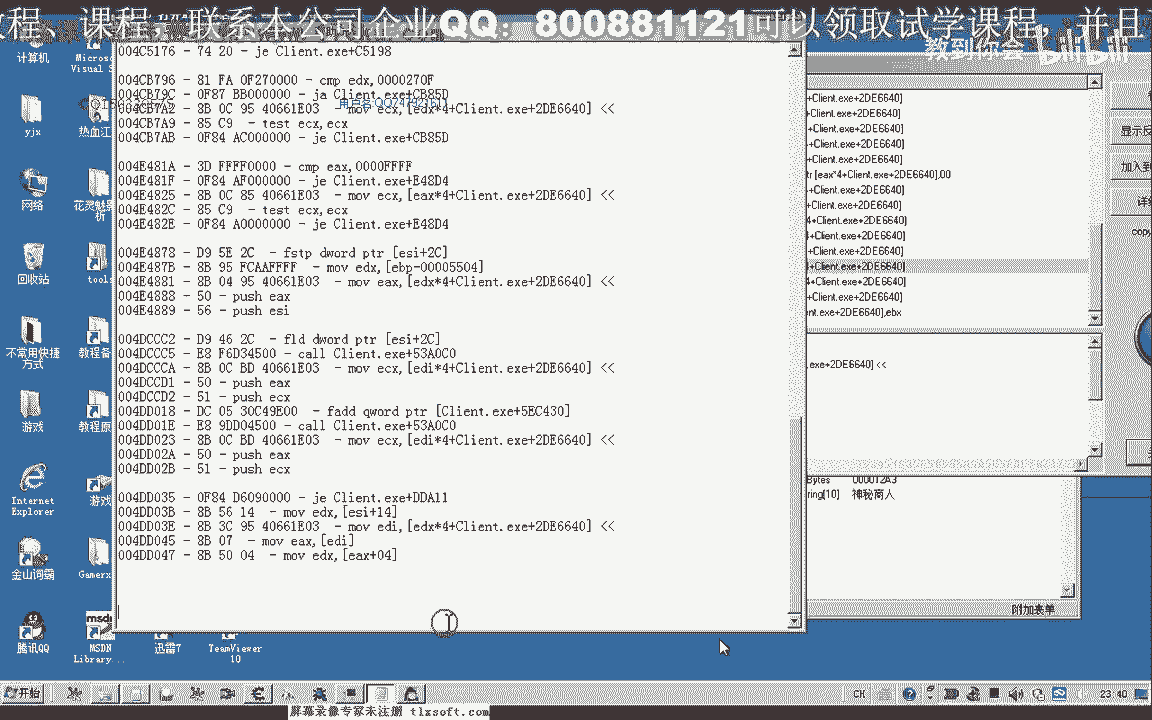 程、课程，联系本公司企业QQ：800881121可以领取试学课程，并且
教到你会
bilibili
004C5176 - 74 20 - je Client.exe+C5198
004CB796 - 81 FA 0F270000 - cmp edx,0000270F
004CB79C - 0F87 BB000000 - ja Client.exe+CB85D
004CB7A2 - 8B 0C 95 40661E03 - mov ecx,[edx*4+Client.exe+2DE6640] <<
004CB7A9 - 85 C9 - test ecx,ecx
004CB7AB - 0F84 AC000000 - je Client.exe+CB85D
004E481A - 3D FFFF0000 - cmp eax,0000FFFF
004E481F - 0F84 AF000000 - je Client.exe+E48D4
004E4825 - 8B 0C 85 40661E03 - mov ecx,[eax*4+Client.exe+2DE6640] <<
004E482C - 85 C9 - test ecx,ecx
004E482E - 0F84 A0000000 - je Client.exe+E48D4
004E4878 - D9 5E 2C - fstp dword ptr [esi+2C]
004E487B - 8B 95 FCAAFFFF - mov edx,[ebp-00005504]
004E4881 - 8B 04 95 40661E03 - mov eax,[edx*4+Client.exe+2DE6640] <<
004E4888 - 50 - push eax
004E4889 - 56 - push esi
004DCCC2 - D9 46 2C - fld dword ptr [esi+2C]
004DCCC5 - E8 F6D34500 - call Client.exe+53A0C0
004DCCCA - 8B 0C BD 40661E03 - mov ecx,[edi*4+Client.exe+2DE6640] <<
004DCCD1 - 50 - push eax
004DCCD2 - 51 - push ecx
004DD018 - DC 05 30C49E00 - fadd qword ptr [Client.exe+5EC430]
004DD01E - E8 9DD04500 - call Client.exe+53A0C0
004DD023 - 8B 0C BD 40661E03 - mov ecx,[edi*4+Client.exe+2DE6640] <<
004DD02A - 50 - push eax
004DD02B - 51 - push ecx
004DD035 - 0F84 D6090000 - je Client.exe+DDA11
004DD03B - 8B 56 14 - mov edx,[esi+14]
004DD03E - 8B 3C 95 40661E03 - mov edi,[edx*4+Client.exe+2DE6640] <<
004DD045 - 8B 07 - mov eax,[edi]
004DD047 - 8B 50 04 - mov edx,[eax+04]
+Client.exe+2DE6640]
+Client.exe+2DE6640]
+Client.exe+2DE6640]
+Client.exe+2DE6640]
+Client.exe+2DE6640]
tr [eax*4+Client.exe+2DE6640],00
+Client.exe+2DE6640]
+Client.exe+2DE6640]
4+Client.exe+2DE6640]
+Client.exe+2DE6640]
+Client.exe+2DE6640]
+Client.exe+2DE6640]
4+Client.exe+2DE6640]
+Client.exe+2DE6640]
nt.exe+2DE6640],ebx
显示反
加入到
详
copy
.exe+2DE6640] <<
Bytes 000012A3
ring[10] 神秘商人
附加表单
计算机
Microso
Visual S
yjx
热血江
网络
花灵魅影
析
回收站
tools
不常用快捷
方式
教程备
游戏
教程原
Internet
Explorer
游戏
金山词霸
Gamerx
腾讯QQ
MSDN
Library...
迅雷7
TeamViewer
10
开始
CH
23:40
屏幕录像专家未注册 tlxsoft.com